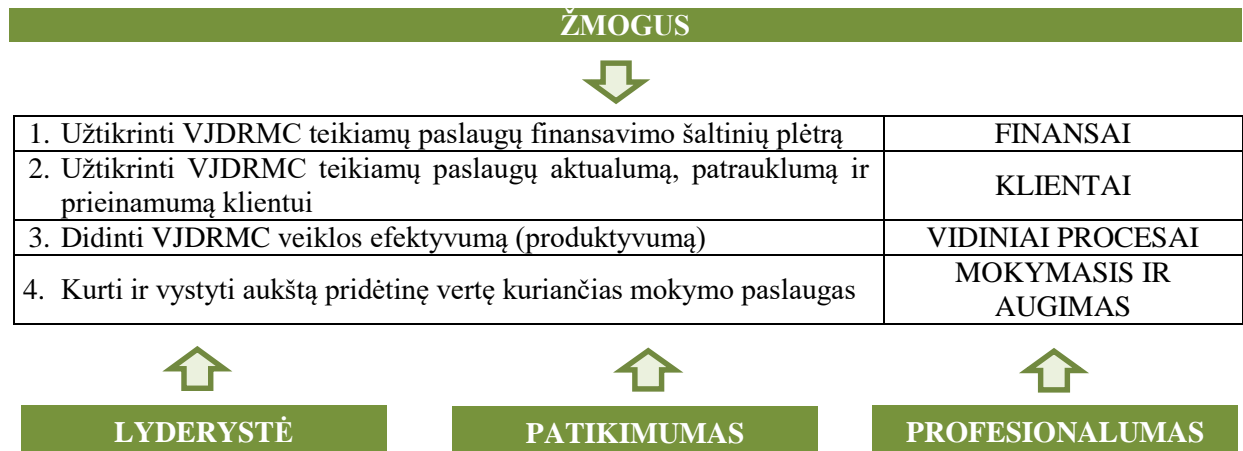 ŽMOGUS
1. Užtikrinti VJDRMC teikiamų paslaugų finansavimo šaltinių plėtrą
FINANSAI
2. Užtikrinti VJDRMC teikiamų paslaugų aktualumą, patrauklumą ir
prieinamumą klientui
KLIENTAI
3. Didinti VJDRMC veiklos efektyvumą (produktyvumą)
VIDINIAI PROCESAI
4. Kurti ir vystyti aukštą pridėtinę vertę kuriančias mokymo paslaugas
MOKYMASIS IR
AUGIMAS
LYDERYSTĖ
PATIKIMUMAS
PROFESIONALUMAS